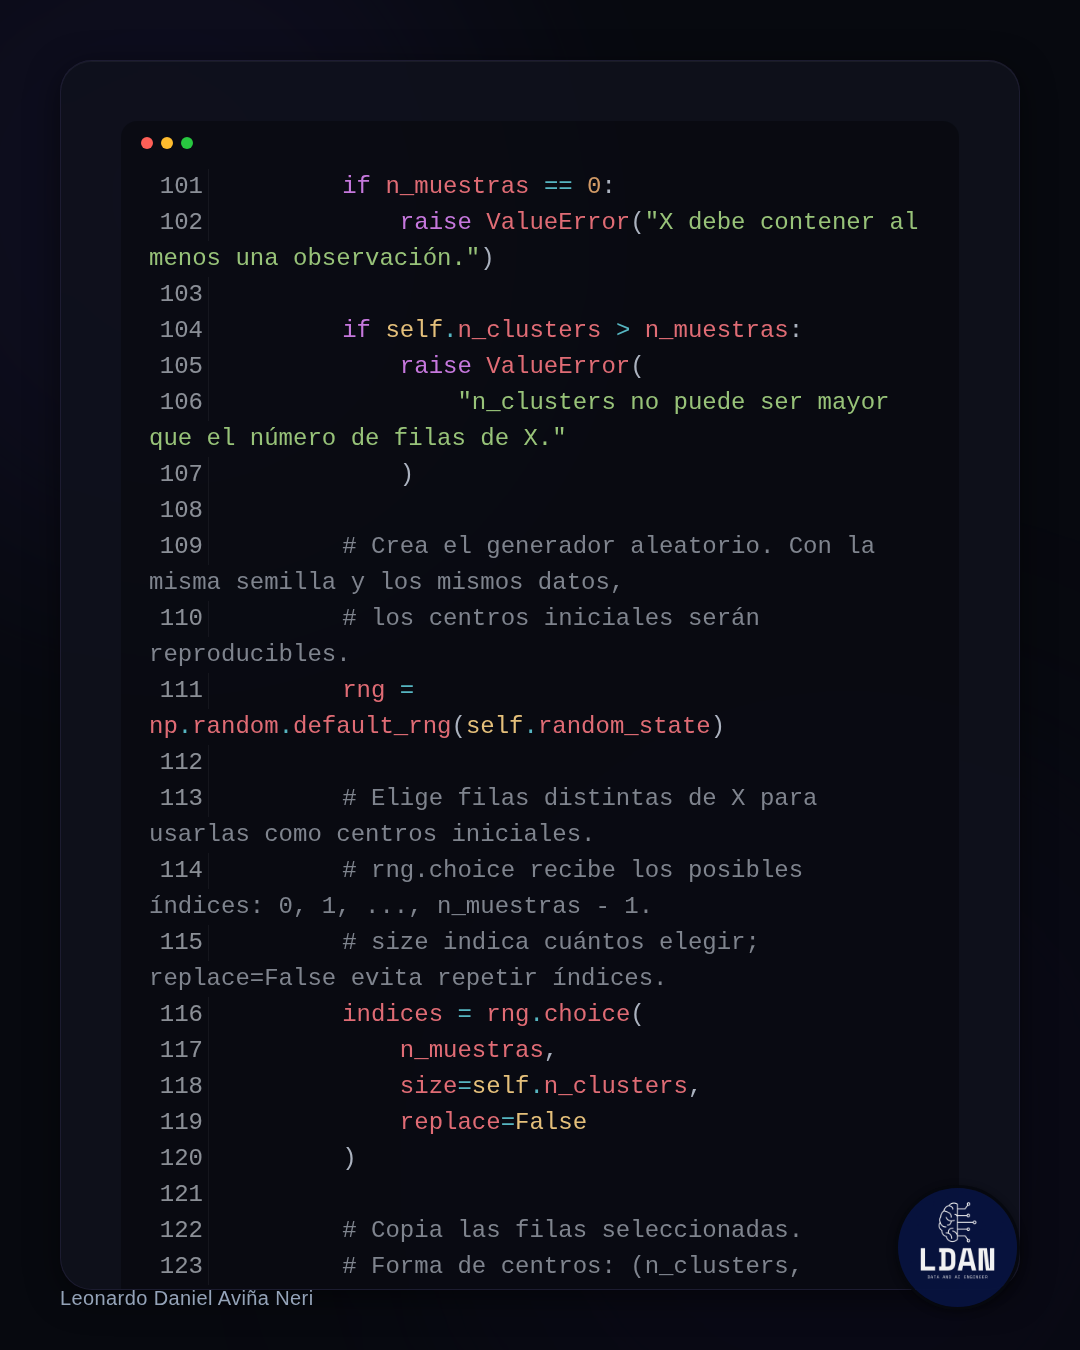 101         if n_muestras == 0:
102             raise ValueError("X debe contener al
menos una observación.")
103
104         if self.n_clusters > n_muestras:
105             raise ValueError(
106                 "n_clusters no puede ser mayor
que el número de filas de X."
107             )
108
109         # Crea el generador aleatorio. Con la
misma semilla y los mismos datos,
110         # los centros iniciales serán
reproducibles.
111         rng =
np.random.default_rng(self.random_state)
112
113         # Elige filas distintas de X para
usarlas como centros iniciales.
114         # rng.choice recibe los posibles
índices: 0, 1, ..., n_muestras - 1.
115         # size indica cuántos elegir;
replace=False evita repetir índices.
116         indices = rng.choice(
117             n_muestras,
118             size=self.n_clusters,
119             replace=False
120         )
121
122         # Copia las filas seleccionadas.
123         # Forma de centros: (n_clusters,
LDAN
DATA AND AI ENGINEER
Leonardo Daniel Aviña Neri